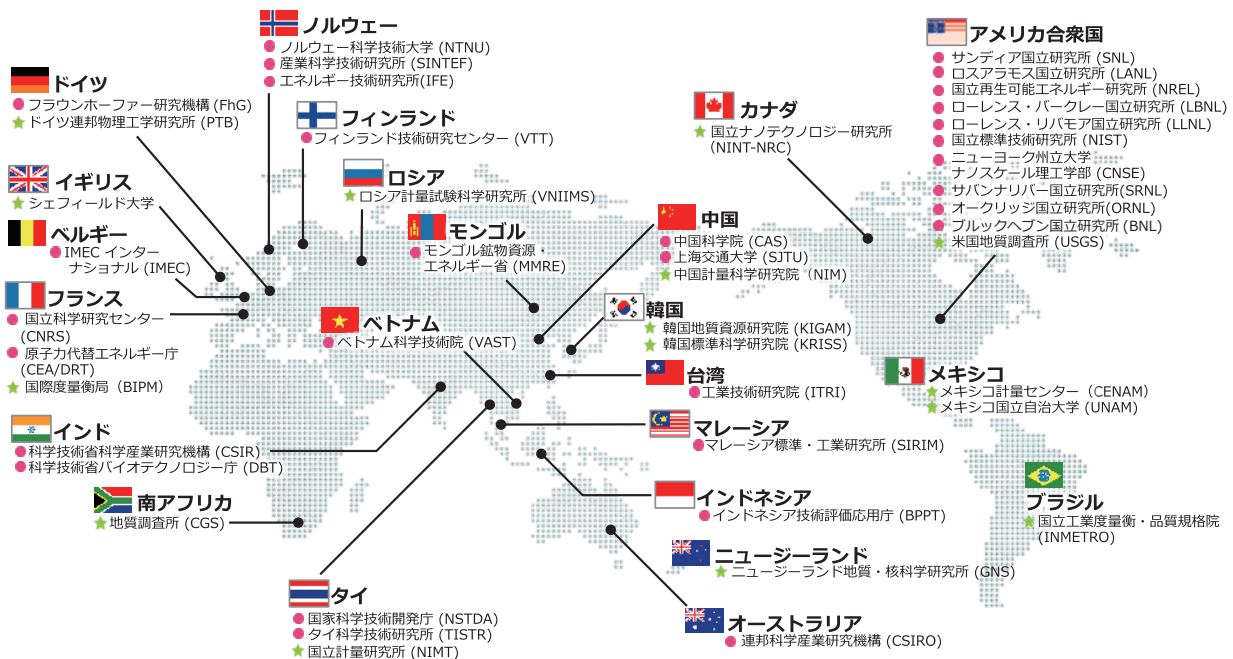 ノルウェー
ノルウェー科学技術大学 (NTNU)
産業科学技術研究所 (SINTEF)
エネルギー技術研究所(IFE)
ドイツ
フラウンホーファー研究機構 (FhG)
ドイツ連邦物理工学研究所 (PTB)
フィンランド
フィンランド技術研究センター (VTT)
イギリス
シェフィールド大学
ロシア
ロシア計量試験科学研究所 (VNIIMS)
ベルギー
IMEC インター
ナショナル (IMEC)
モンゴル
モンゴル鉱物資源・
エネルギー省 (MMRE)
フランス
国立科学研究センター
(CNRS)
原子力代替エネルギー庁
(CEA/DRT)
国際度量衡局（BIPM）
ベトナム
ベトナム科学技術院 (VAST)
インド
科学技術省科学産業研究機構 (CSIR)
科学技術省バイオテクノロジー庁 (DBT)
南アフリカ
地質調査所 (CGS)
タイ
国家科学技術開発庁 (NSTDA)
タイ科学技術研究所 (TISTR)
国立計量研究所 (NIMT)
中国
中国科学院 (CAS)
上海交通大学 (SJTU)
中国計量科学研究院 (NIM)
韓国
韓国地質資源研究院 (KIGAM)
韓国標準科学研究院 (KRISS)
台湾
工業技術研究院 (ITRI)
マレーシア
マレーシア標準・工業研究所 (SIRIM)
インドネシア
インドネシア技術評価応用庁 (BPPT)
ニュージーランド
ニュージーランド地質・核科学研究所 (GNS)
オーストラリア
連邦科学産業研究機構 (CSIRO)
カナダ
国立ナノテクノロジー研究所
(NINT-NRC)
アメリカ合衆国
サンディア国立研究所 (SNL)
ロスアラモス国立研究所 (LANL)
国立再生可能エネルギー研究所 (NREL)
ローレンス・バークレー国立研究所 (LBNL)
ローレンス・リバモア国立研究所 (LLNL)
国立標準技術研究所 (NIST)
ニューヨーク州立大学
ナノスケール理工学部 (CNSE)
サバンナリバー国立研究所(SRNL)
オークリッジ国立研究所(ORNL)
ブルックヘブン国立研究所 (BNL)
米国地質調査所 (USGS)
メキシコ
メキシコ計量センター（CENAM）
メキシコ国立自治大学 (UNAM)
ブラジル
国立工業度量衡・品質規格院
(INMETRO)